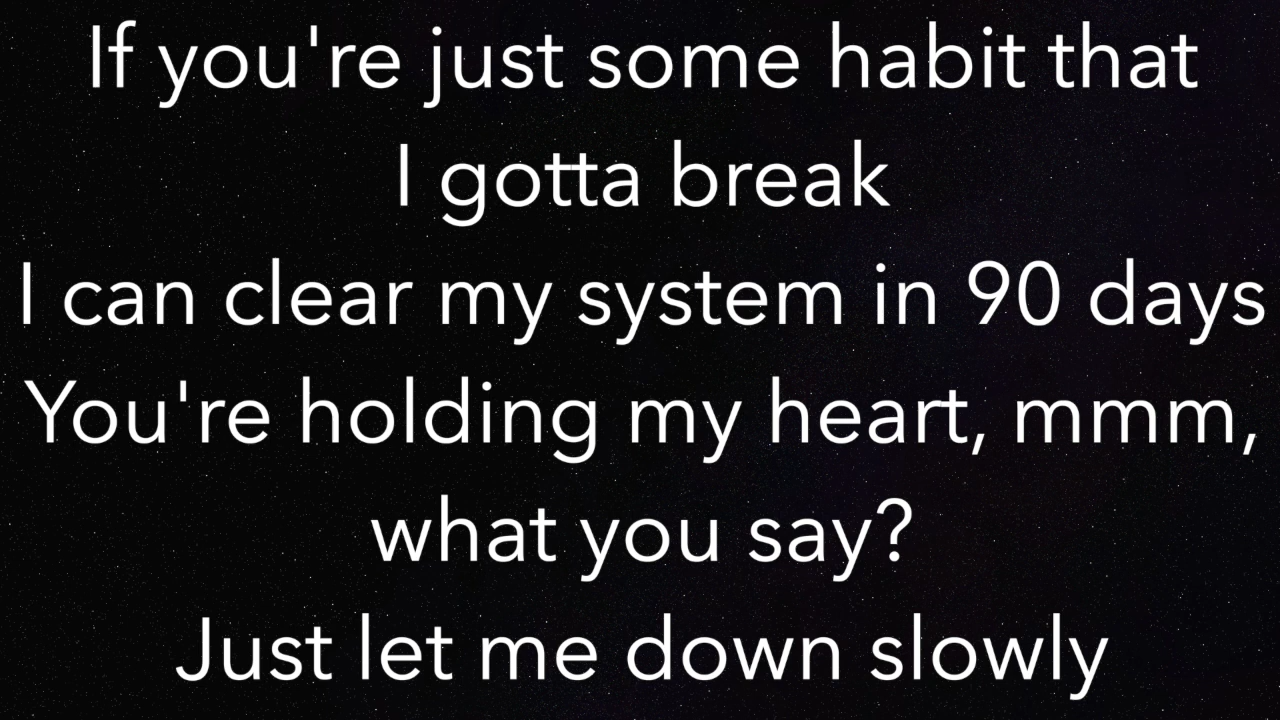 If you're just some habit that
I gotta break
I can clear my system in 90 days
You're holding my heart, mmm,
what you say?
Just let me down slowly